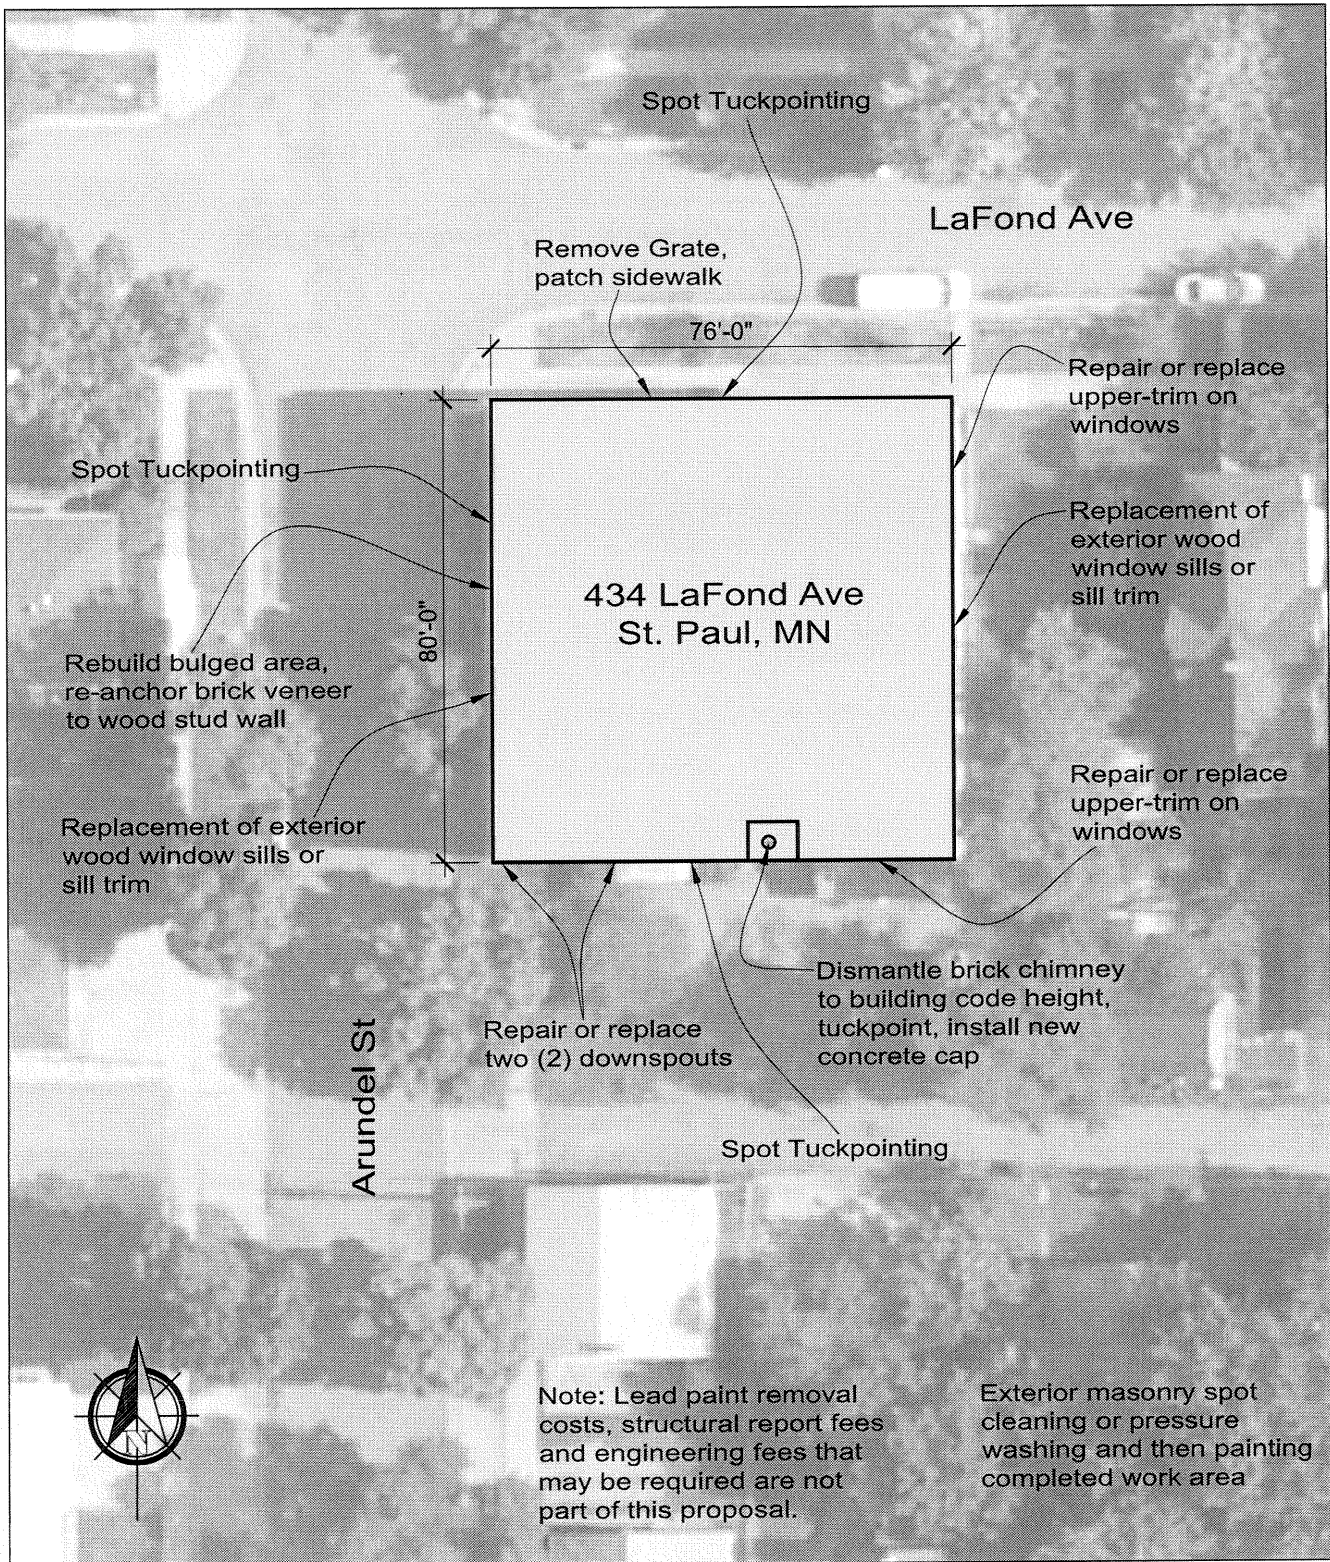 Spot Tuckpointing
LaFond Ave
Remove Grate,
patch sidewalk
76'-0"
Repair or replace
upper-trim on
windows
Spot Tuckpointing
Replacement of
exterior wood
window sills or
sill trim
434 LaFond Ave
St. Paul, MN
80'-0"
Rebuild bulged area,
re-anchor brick veneer
to wood stud wall
Repair or replace
upper-trim on
windows
Replacement of exterior
wood window sills or
sill trim
Dismantle brick chimney
to building code height,
tuckpoint, install new
concrete cap
Repair or replace
two (2) downspouts
Arundel St
Spot Tuckpointing
N
Note: Lead paint removal
costs, structural report fees
and engineering fees that
may be required are not
part of this proposal.
Exterior masonry spot
cleaning or pressure
washing and then painting
completed work area